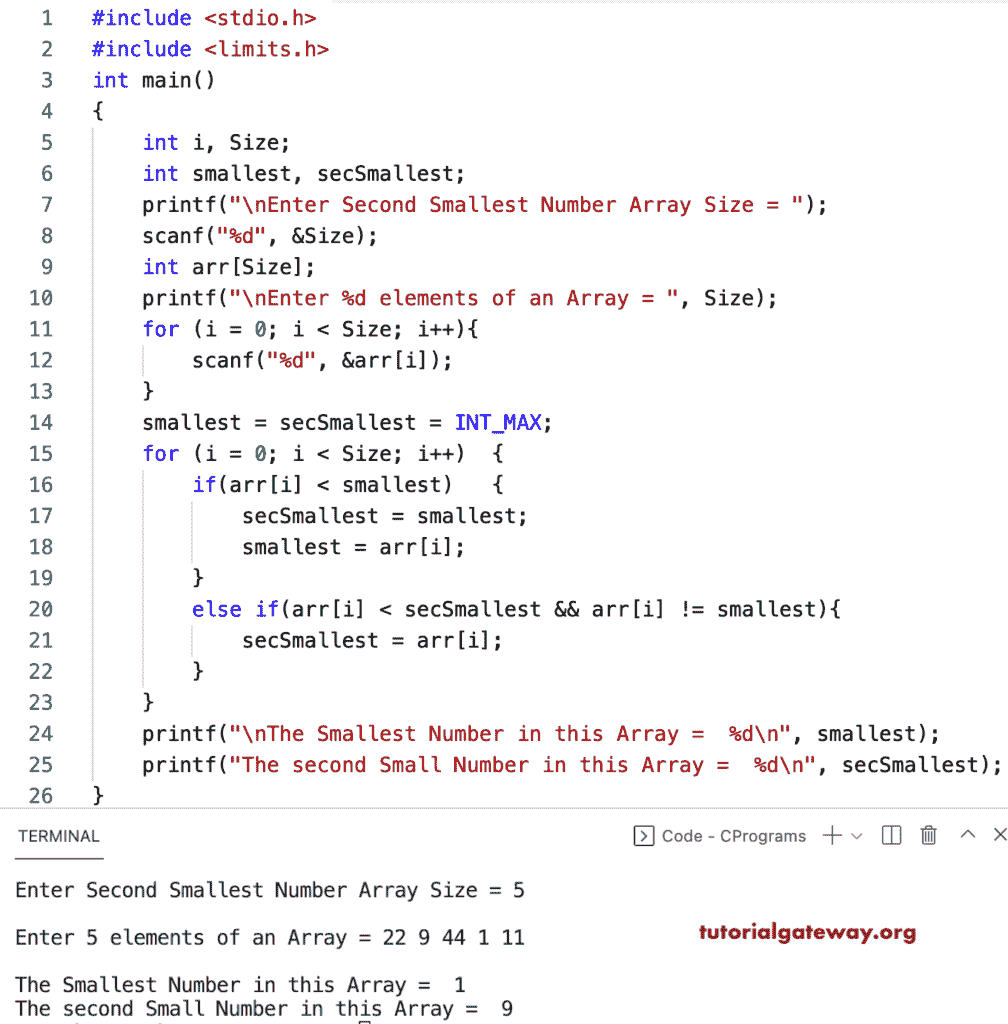 1 #include <stdio.h>
2 #include <limits.h>
3 int main()
4 {
5 int i, Size;
6 int smallest, secSmallest;
7 printf("\nEnter Second Smallest Number Array Size = ");
8 scanf("%d", &Size);
9 int arr[Size];
10 printf("\nEnter %d elements of an Array = ", Size);
11 for (i = 0; i < Size; i++){
12 scanf("%d", &arr[i]);
13 }
14 smallest = secSmallest = INT_MAX;
15 for (i = 0; i < Size; i++)  {
16 if(arr[i] < smallest)   {
17 secSmallest = smallest;
18 smallest = arr[i];
19 }
20 else if(arr[i] < secSmallest && arr[i] != smallest){
21 secSmallest = arr[i];
22 }
23 }
24 printf("\nThe Smallest Number in this Array =  %d\n", smallest);
25 printf("The second Small Number in this Array =  %d\n", secSmallest);
26 }
TERMINAL Code - CPrograms
Enter Second Smallest Number Array Size = 5
Enter 5 elements of an Array = 22 9 44 1 11
tutorialgateway.org
The Smallest Number in this Array =  1
The second Small Number in this Array =  9